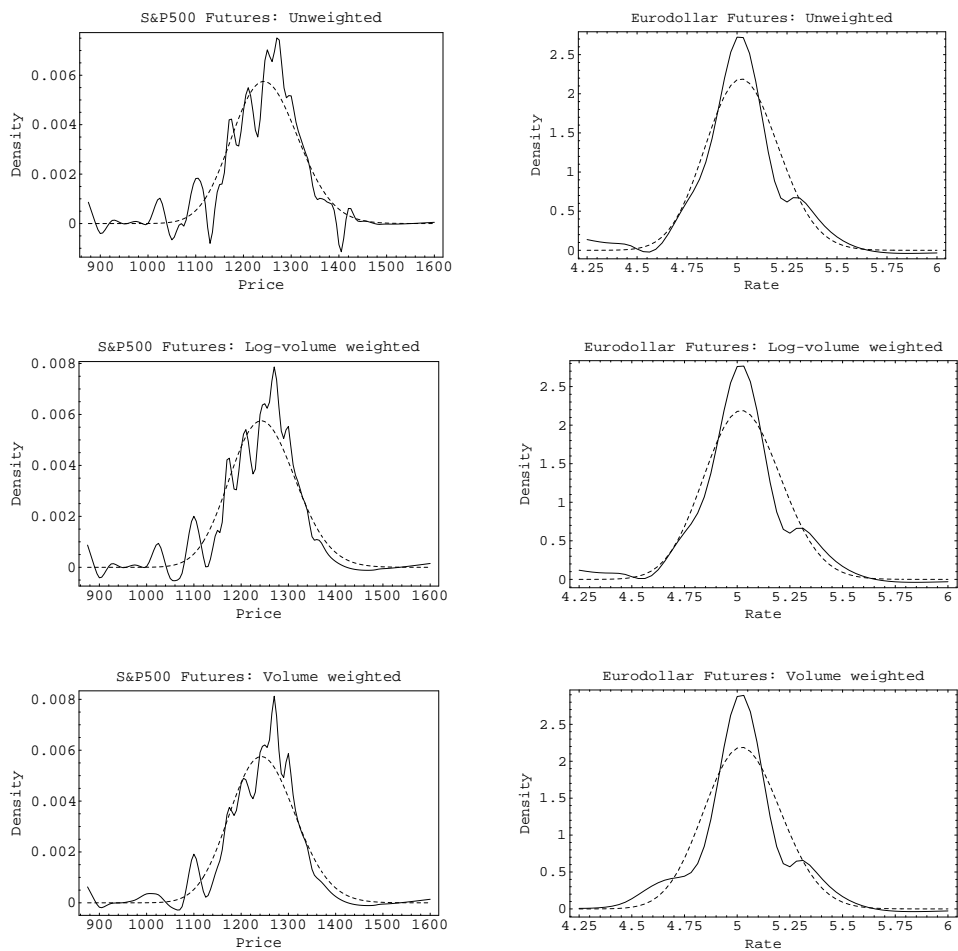 S&P500 Futures: Unweighted
0.006
0.004
0.002
0
Density
900 1000 1100 1200 1300 1400 1500 1600
Price
Eurodollar Futures: Unweighted
2.5
2
1.5
1
0.5
0
Density
4.25 4.5 4.75 5 5.25 5.5 5.75 6
Rate
S&P500 Futures: Log-volume weighted
0.008
0.006
0.004
0.002
0
Density
900 1000 1100 1200 1300 1400 1500 1600
Price
Eurodollar Futures: Log-volume weighted
2.5
2
1.5
1
0.5
0
Density
4.25 4.5 4.75 5 5.25 5.5 5.75 6
Rate
S&P500 Futures: Volume weighted
0.008
0.006
0.004
0.002
0
Density
900 1000 1100 1200 1300 1400 1500 1600
Price
Eurodollar Futures: Volume weighted
2.5
2
1.5
1
0.5
0
Density
4.25 4.5 4.75 5 5.25 5.5 5.75 6
Rate